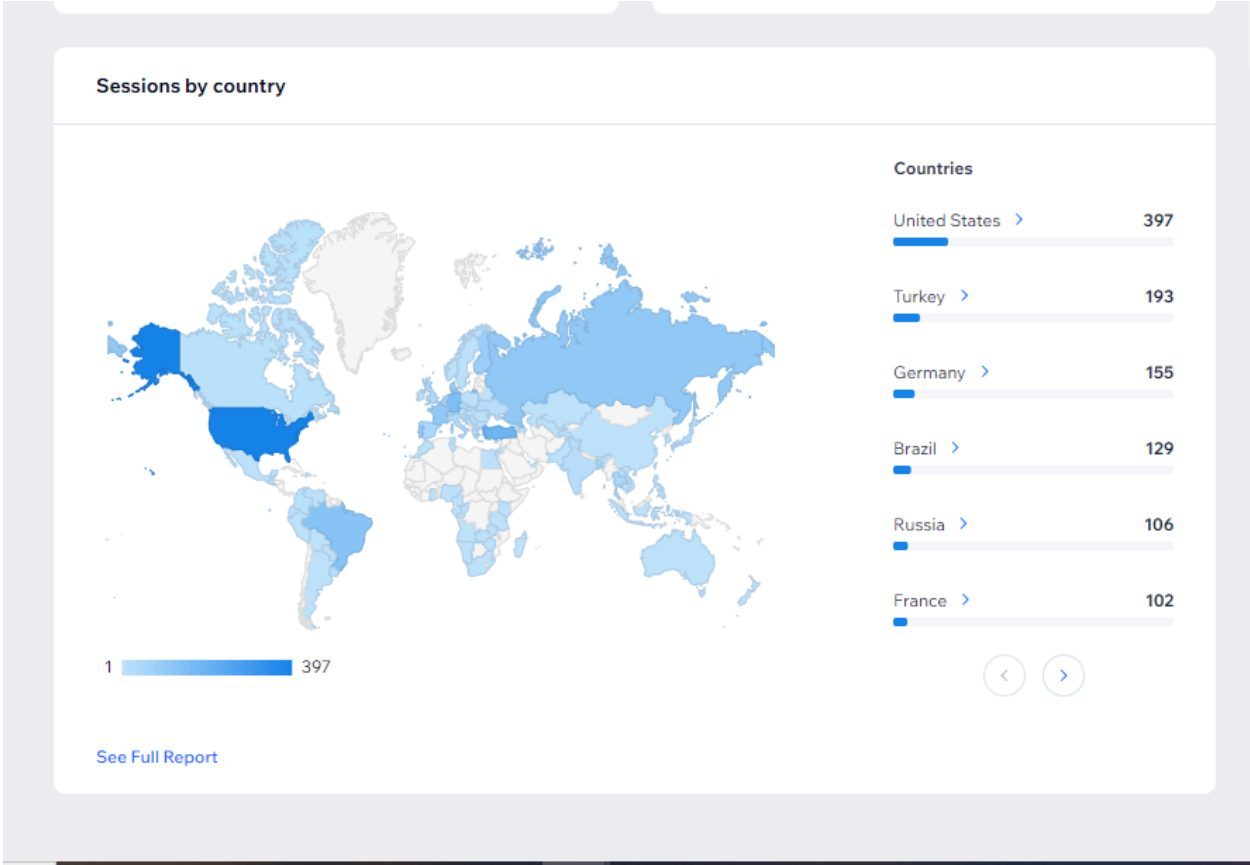 Sessions by country
Countries
United States 397
Turkey 193
Germany 155
Brazil 129
Russia 106
France 102
1 397
See Full Report